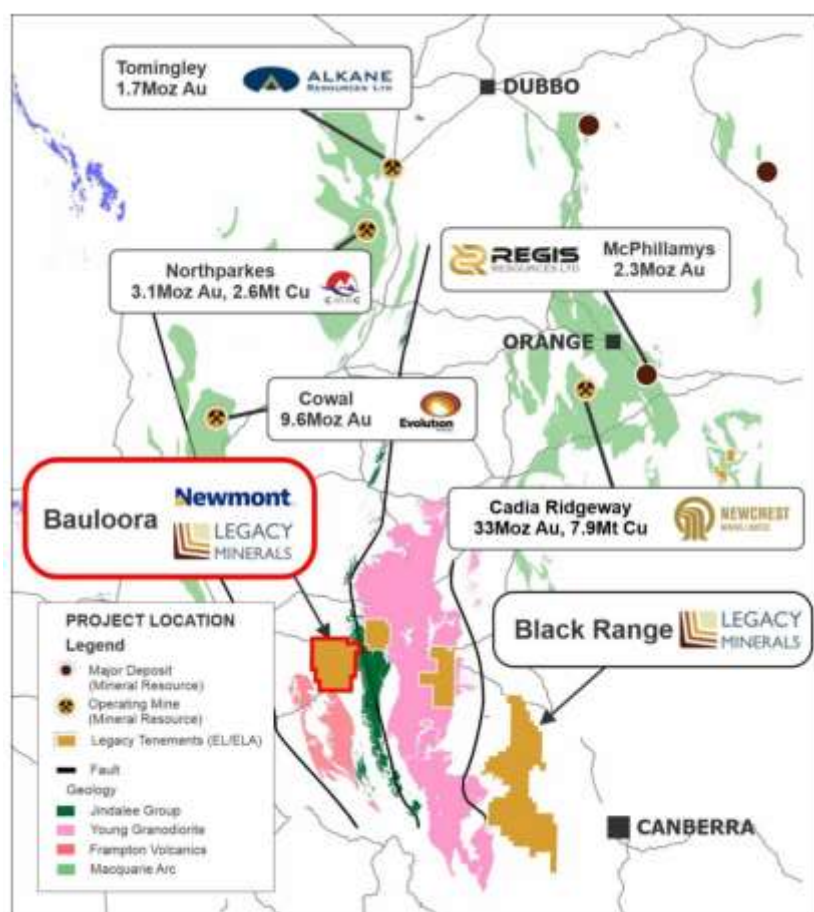 Tomingley
1.7Moz Au
ALKANE
RESOURCES LTD
DUBBO
Northparkes
3.1Moz Au, 2.6Mt Cu
CMOC
REGIS
RESOURCES LTD
McPhillamys
2.3Moz Au
ORANGE
Cowal
9.6Moz Au
Evolution
Bauloora
Newmont
LEGACY
MINERALS
Cadia Ridgeway
33Moz Au, 7.9Mt Cu
NEWCREST
MINING LIMITED
Black Range
LEGACY
MINERALS
PROJECT LOCATION
Legend
Major Deposit
(Mineral Resource)
Operating Mine
(Mineral Resource)
Legacy Tenements (EL/ELA)
Fault
Geology
Jindalee Group
Young Granodiorite
Frampton Volcanics
Macquarie Arc
CANBERRA